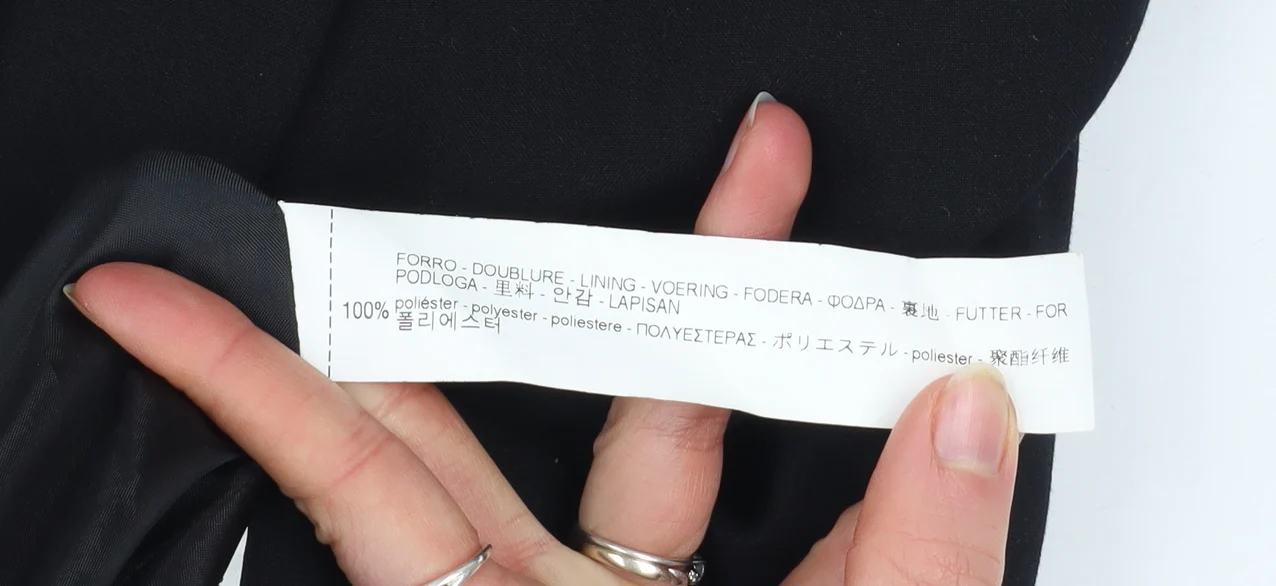 FORRO - DOUBLURE - LINING - VOERING - FODERA - ΦΟΔΡΑ - 裏地 - FUTTER - FOR
PODLOGA - 里料 - 안감 - LAPISAN
100% poliéster - polyester - poliestere - ΠΟΛΥΕΣΤΕΡΑΣ - ポリエステル - poliester - 聚酯纤维
폴리에스터